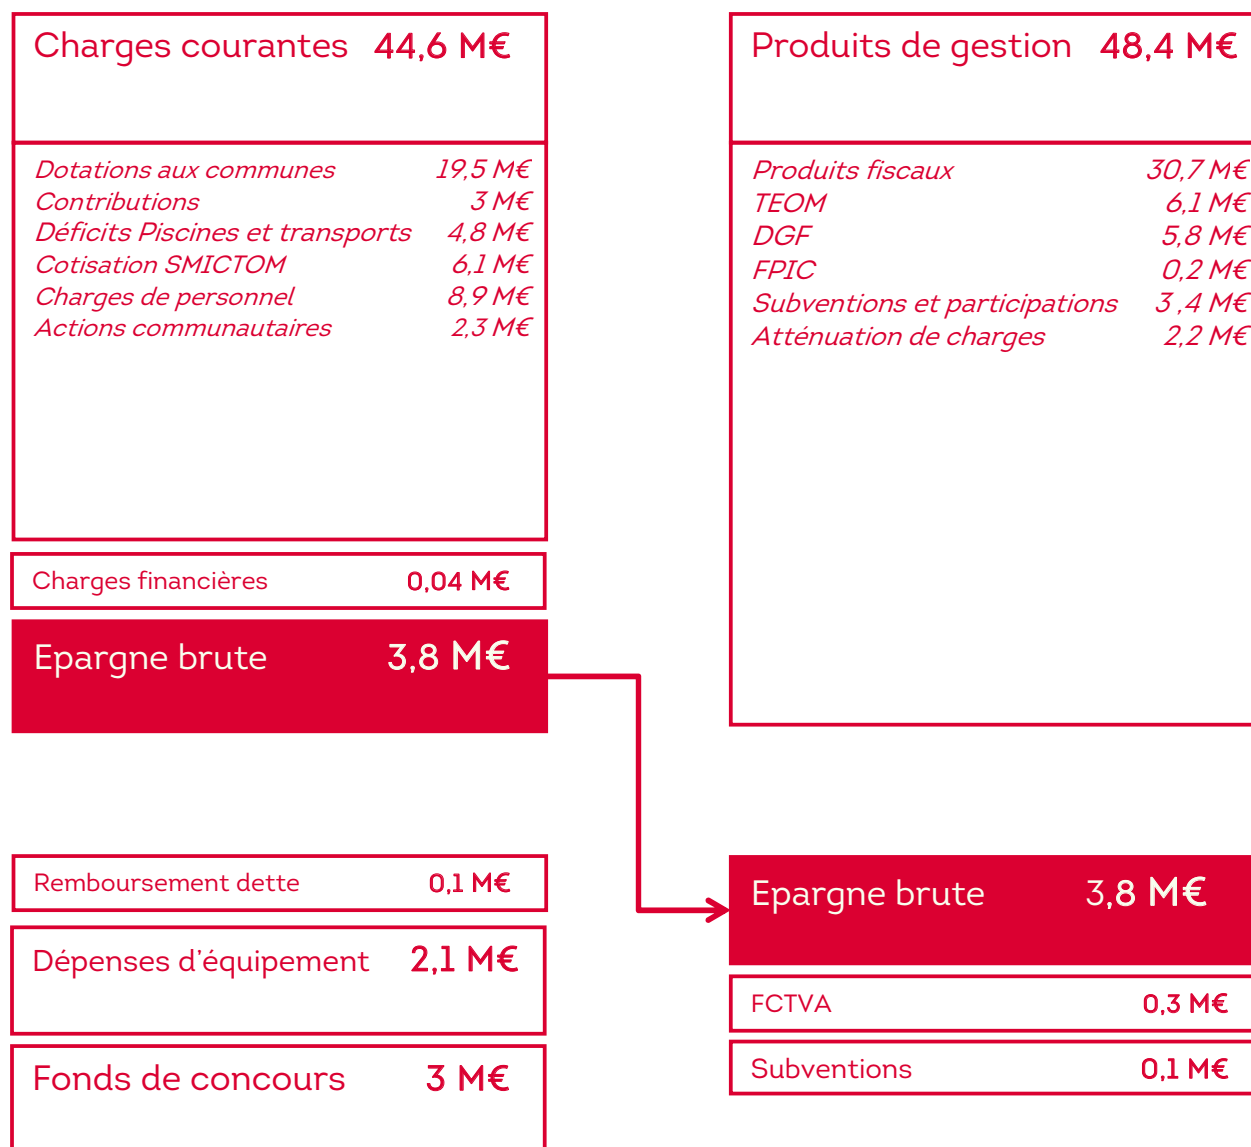 Charges courantes 44,6 M€
Dotations aux communes 19,5 M€
Contributions 3 M€
Déficits Piscines et transports 4,8 M€
Cotisation SMICTOM 6,1 M€
Charges de personnel 8,9 M€
Actions communautaires 2,3 M€
Charges financières 0,04 M€
Epargne brute 3,8 M€
Produits de gestion 48,4 M€
Produits fiscaux 30,7 M€
TEOM 6,1 M€
DGF 5,8 M€
FPIC 0,2 M€
Subventions et participations 3 ,4 M€
Atténuation de charges 2,2 M€
Remboursement dette 0,1 M€
Dépenses d’équipement 2,1 M€
Fonds de concours 3 M€
Epargne brute 3,8 M€
FCTVA 0,3 M€
Subventions 0,1 M€